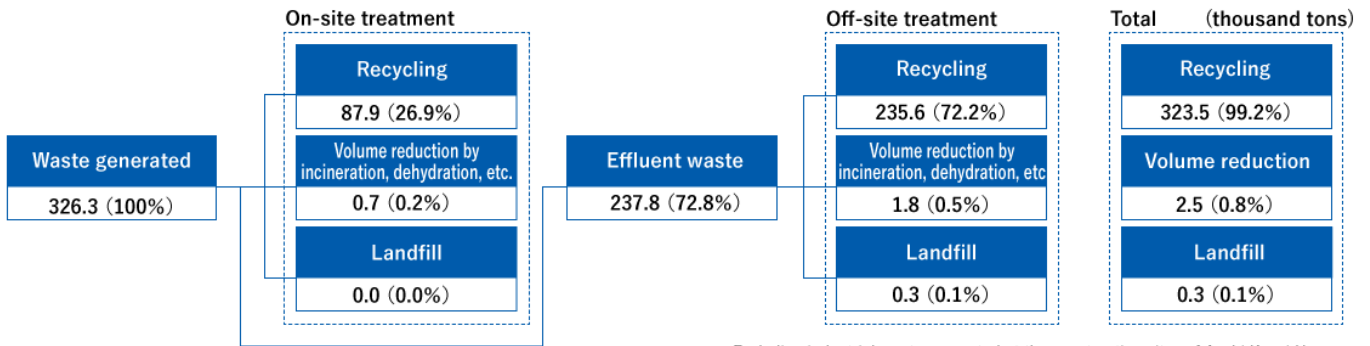 On-site treatment
Off-site treatment
Total (thousand tons)
Recycling
87.9 (26.9%)
Recycling
235.6 (72.2%)
Recycling
323.5 (99.2%)
Waste generated
326.3 (100%)
Volume reduction by
incineration, dehydration, etc.
0.7 (0.2%)
Effluent waste
237.8 (72.8%)
Volume reduction by
incineration, dehydration, etc
1.8 (0.5%)
Volume reduction
2.5 (0.8%)
Landfill
0.0 (0.0%)
Landfill
0.3 (0.1%)
Landfill
0.3 (0.1%)